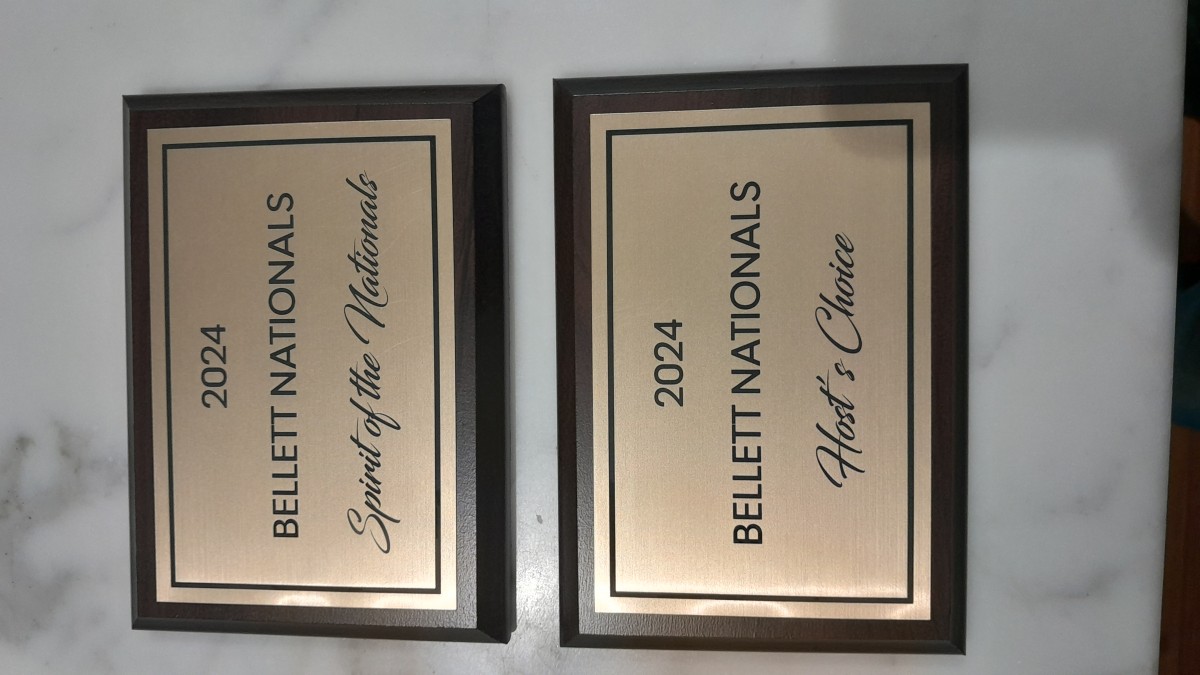 2024
BELLETT NATIONALS
Spirit of the Nationals
2024
BELLETT NATIONALS
Host's Choice